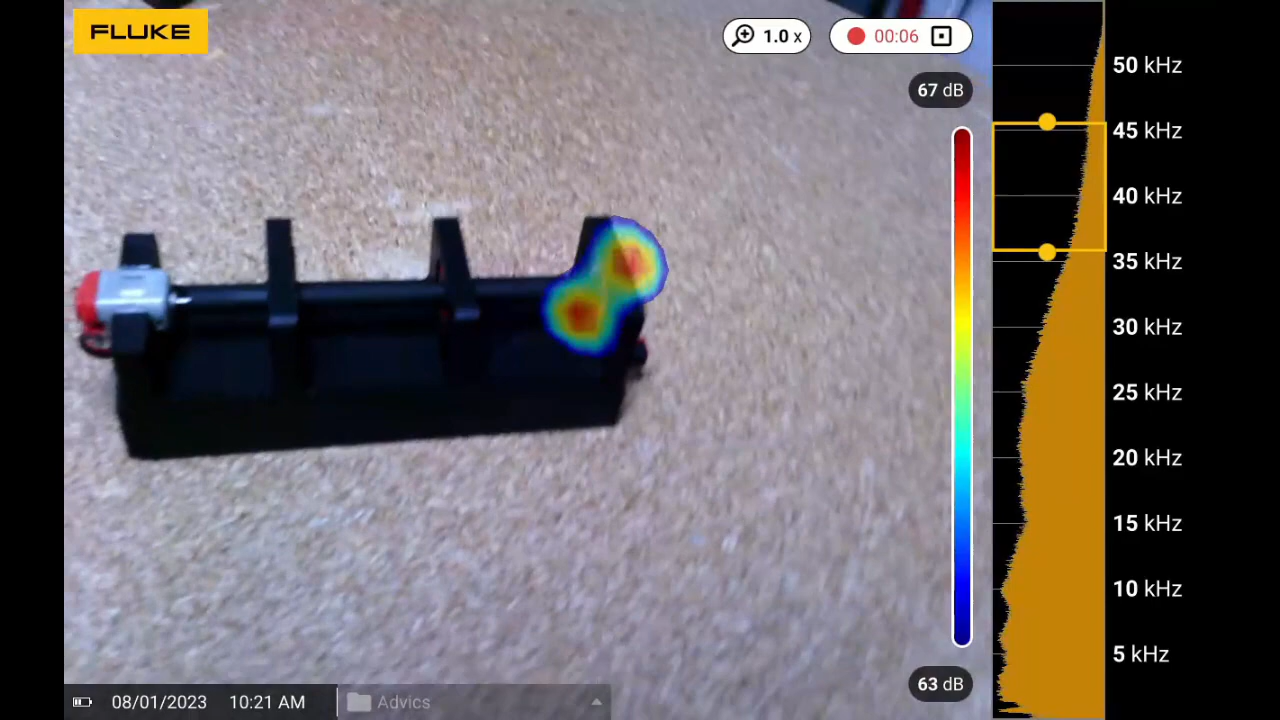 FLUKE
1.0 x
00:06
67 dB
63 dB
50 kHz
45 kHz
40 kHz
35 kHz
30 kHz
25 kHz
20 kHz
15 kHz
10 kHz
5 kHz
08/01/2023 10:21 AM Advics